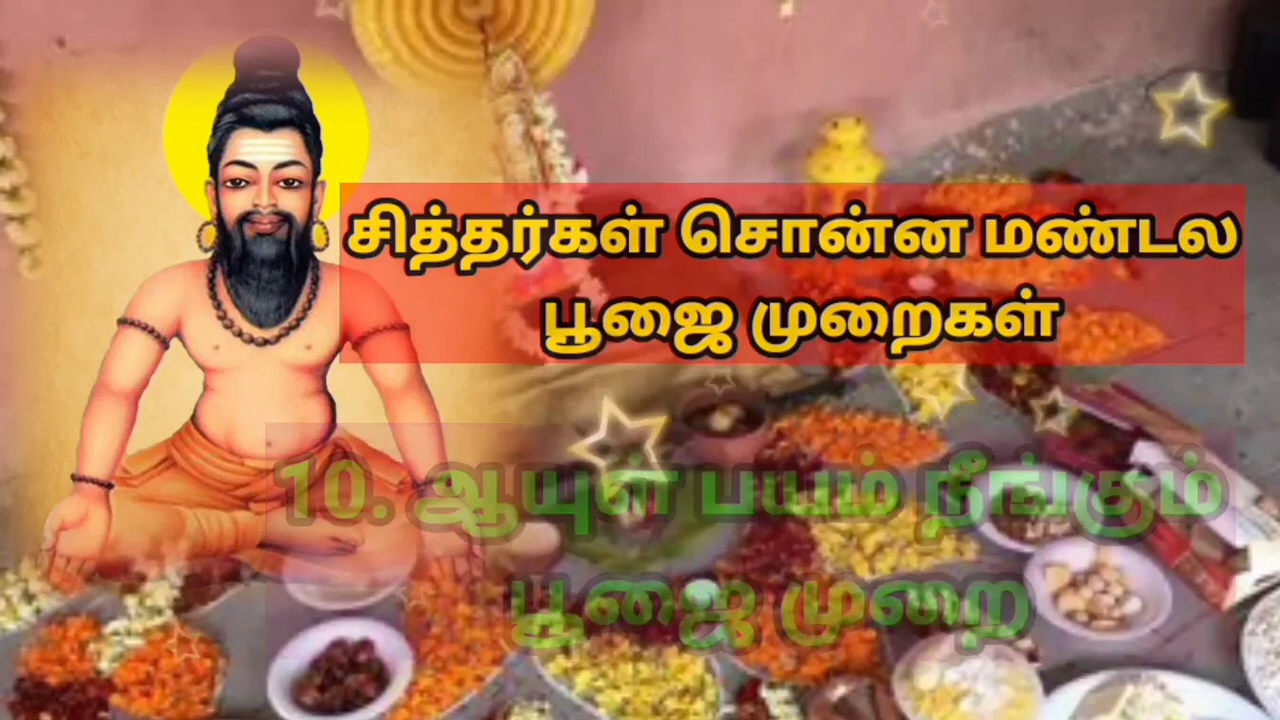 சித்தர்கள் சொன்ன மண்டல
பூஜை முறைகள்
10. ஆயுள் பயம் நீங்கும்
பூஜை முறை